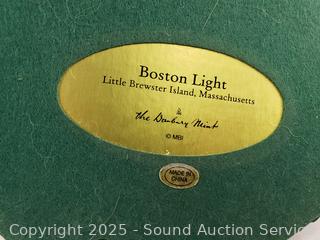 Boston Light
Little Brewster Island, Massachusetts
the Danbury Mint
© MBI
MADE IN
CHINA
Copyright 2025 - Sound Auction Service